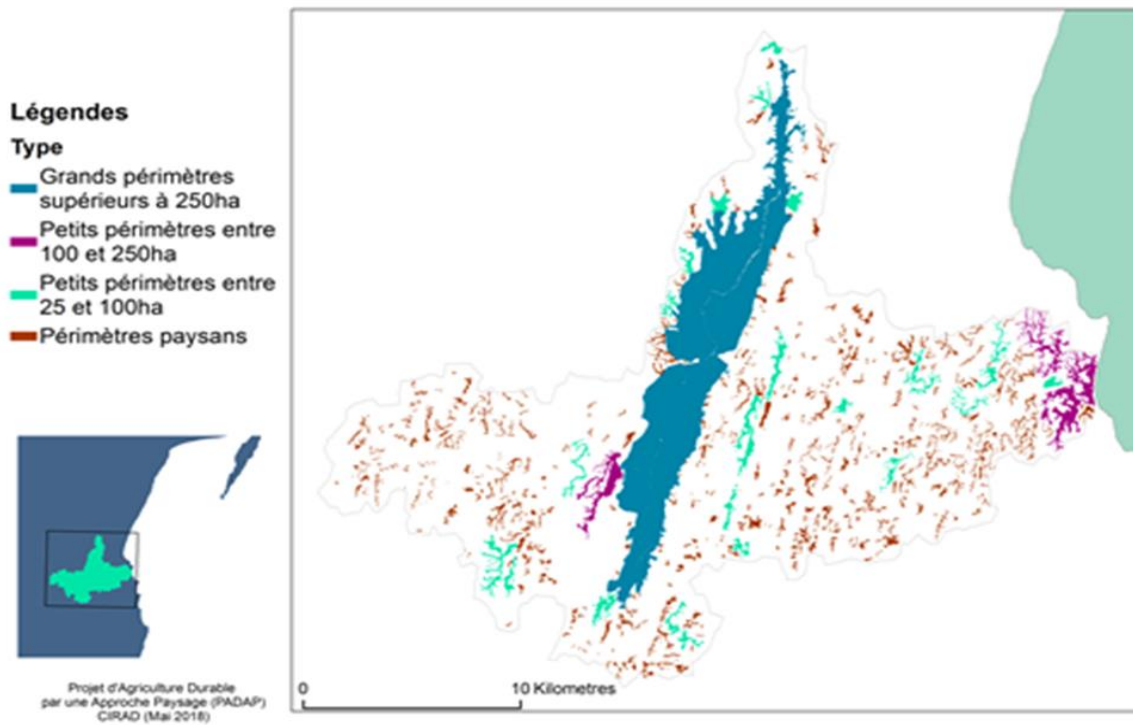 Légendes
Type
Grands périmètres
supérieurs à 250ha
Petits périmètres entre
100 et 250ha
Petits périmètres entre
25 et 100ha
Périmètres paysans
Projet d'Agriculture Durable
par une Approche Paysage (PADAP)
CIRAD (Mai 2018)
0 10 Kilometres